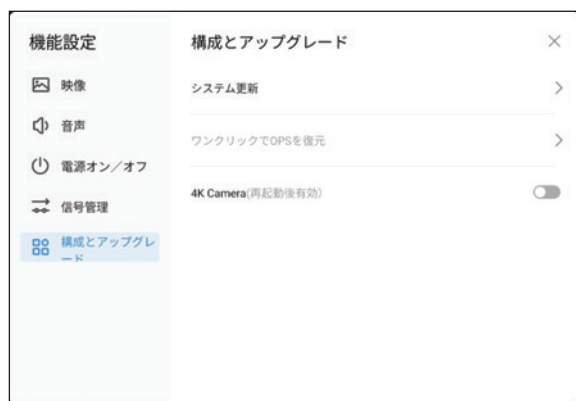 機能設定
映像
音声
電源オン／オフ
信号管理
構成とアップグレ
ード
構成とアップグレード
システム更新
ワンクリックでOPSを復元
4K Camera(再起動後有効)